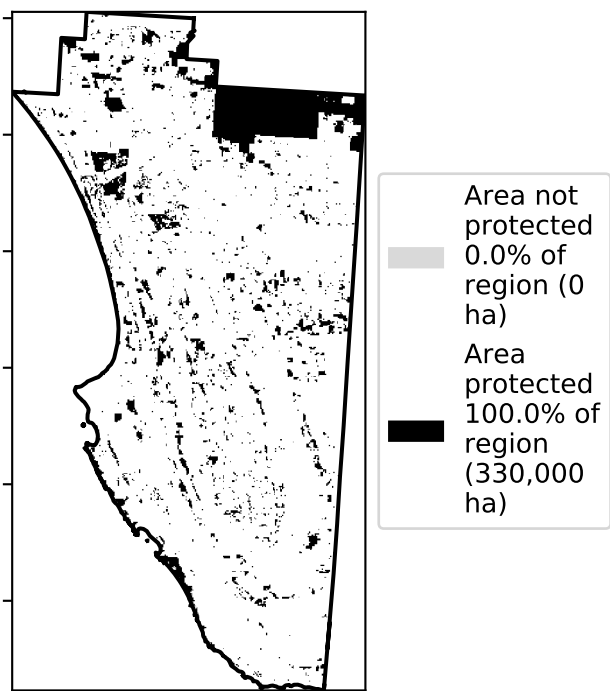 Area not
protected
0.0% of
region (0
ha)
Area
protected
100.0% of
region
(330,000
ha)